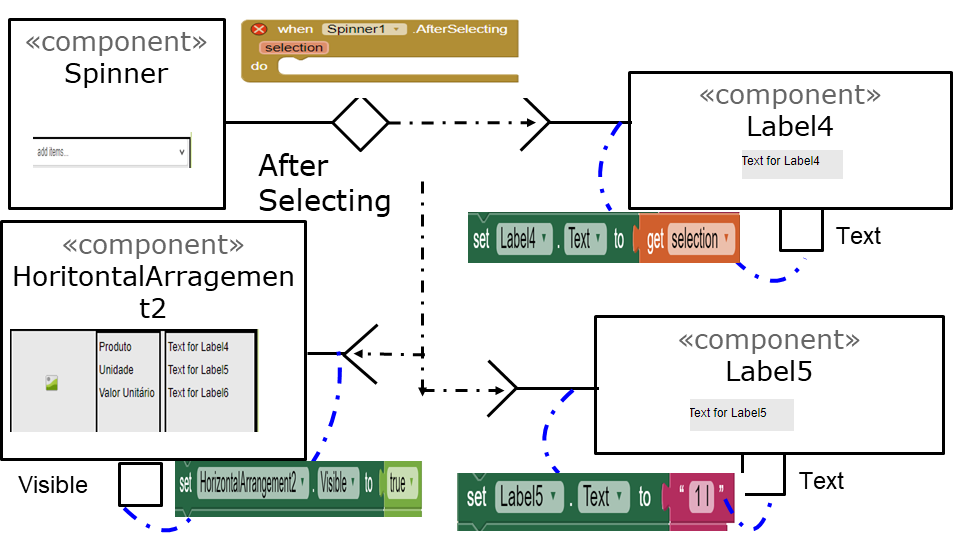 «component»
Spinner
add items...
when Spinner1 .AfterSelecting
selection
do
After
Selecting
«component»
Label4
Text for Label4
set Label4 . Text to get selection
Text
«component»
HoritontalArragemen
t2
Produto Text for Label4
Unidade Text for Label5
Valor Unitário Text for Label6
Visible
set HorizontalArrangement2 . Visible to true
«component»
Label5
Text for Label5
set Label5 . Text to “ 1 l ”
Text